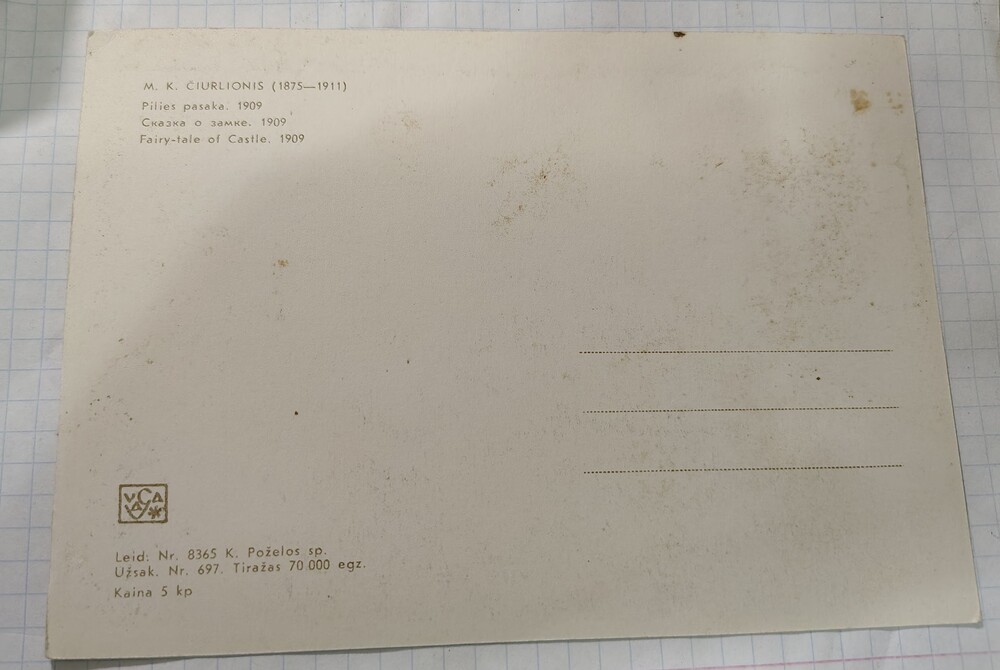 M. K. ČIURLIONIS (1875—1911)
Pilies pasaka. 1909
Сказка о замке. 1909
Fairy-tale of Castle. 1909
VAGA
Leid. Nr. 8365 K. Poželos sp.
Užsak. Nr. 697. Tiražas 70 000 egz.
Kaina 5 kp